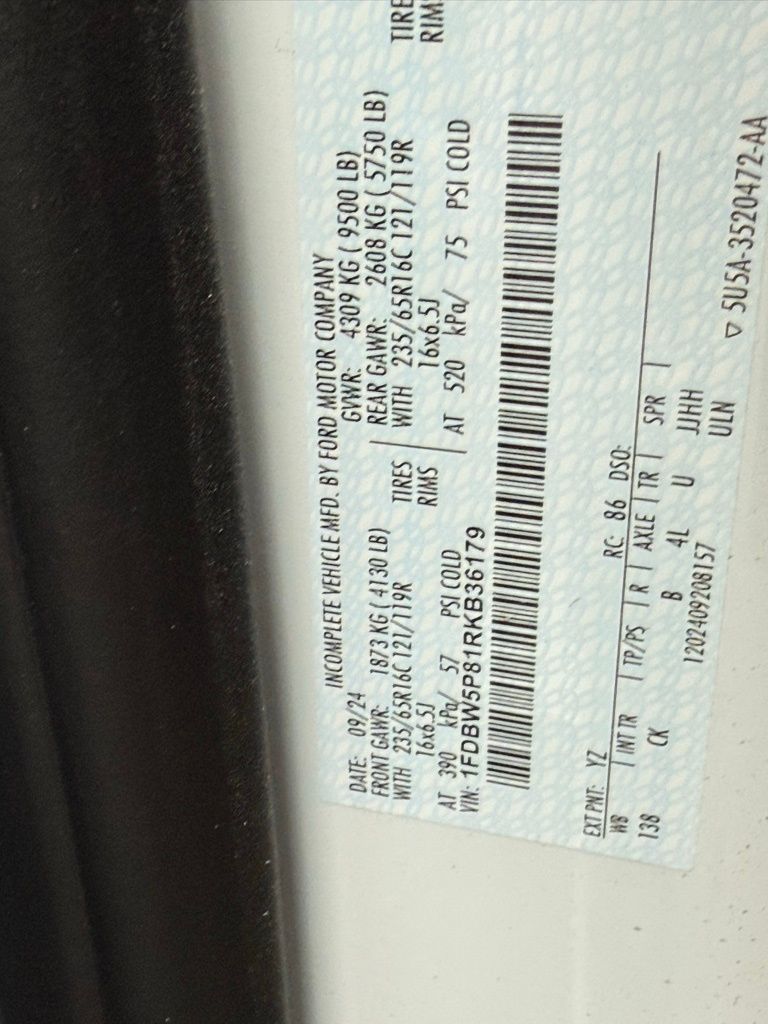 INCOMPLETE VEHICLE MFD. BY FORD MOTOR COMPANY
DATE: 09/24 GVWR: 4309 KG ( 9500 LB)
FRONT GAWR: 1873 KG ( 4130 LB) REAR GAWR: 2608 KG ( 5750 LB)
WITH 235/65R16C 121/119R TIRES WITH 235/65R16C 121/119R TIRE
16x6.5J RIMS 16x6.5J RIM
AT 390 kPa/ 57 PSI COLD AT 520 kPa/ 75 PSI COLD
VIN: 1FDBW5P81RKB36179
EXT PNT: YZ RC: 86 DSO:
WB INT TR TP/PS R AXLE TR SPR
138 CK B 4L U JJHH
1202409208157 ULN
▽ 5U5A-3520472-AA